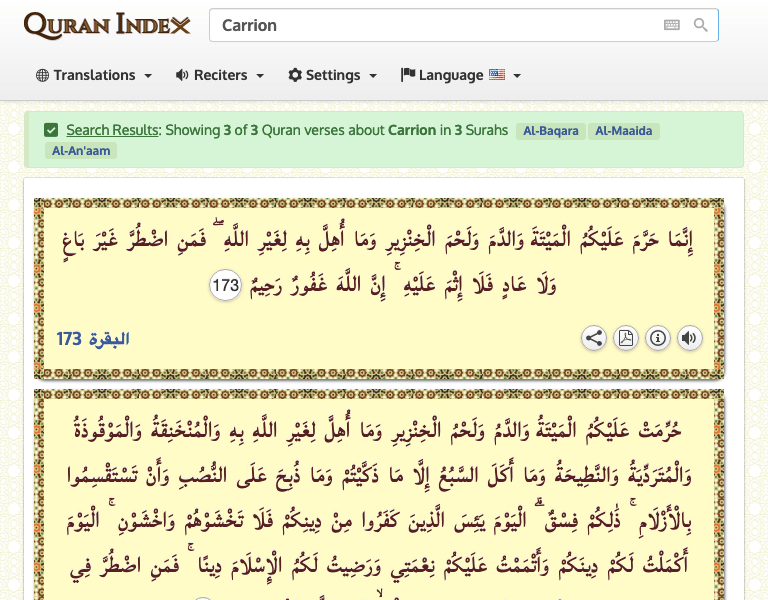 QURAN INDEX
Carrion
Translations Reciters Settings Language
Search Results: Showing 3 of 3 Quran verses about Carrion in 3 Surahs Al-Baqara Al-Maaida
Al-An'aam
إِنَّمَا حَرَّمَ عَلَيْكُمُ الْمَيْتَةَ وَالدَّمَ وَلَحْمَ الْخِنْزِيرِ وَمَا أُهِلَّ بِهِ لِغَيْرِ اللَّهِ ۖ فَمَنِ اضْطُرَّ غَيْرَ بَاغٍ
وَلَا عَادٍ فَلَا إِثْمَ عَلَيْهِ ۚ إِنَّ اللَّهَ غَفُورٌ رَحِيمٌ 173
البقرة 173
حُرِّمَتْ عَلَيْكُمُ الْمَيْتَةُ وَالدَّمُ وَلَحْمُ الْخِنْزِيرِ وَمَا أُهِلَّ لِغَيْرِ اللَّهِ بِهِ وَالْمُنْخَنِقَةُ وَالْمَوْقُوذَةُ
وَالْمُتَرَدِّيَةُ وَالنَّطِيحَةُ وَمَا أَكَلَ السَّبُعُ إِلَّا مَا ذَكَّيْتُمْ وَمَا ذُبِحَ عَلَى النُّصُبِ وَأَنْ تَسْتَقْسِمُوا
بِالْأَزْلَامِ ۚ ذَٰلِكُمْ فِسْقٌ ۗ الْيَوْمَ يَئِسَ الَّذِينَ كَفَرُوا مِنْ دِينِكُمْ فَلَا تَخْشَوْهُمْ وَاخْشَوْنِ ۚ الْيَوْمَ
أَكْمَلْتُ لَكُمْ دِينَكُمْ وَأَتْمَمْتُ عَلَيْكُمْ نِعْمَتِي وَرَضِيتُ لَكُمُ الْإِسْلَامَ دِينًا ۚ فَمَنِ اضْطُرَّ فِي